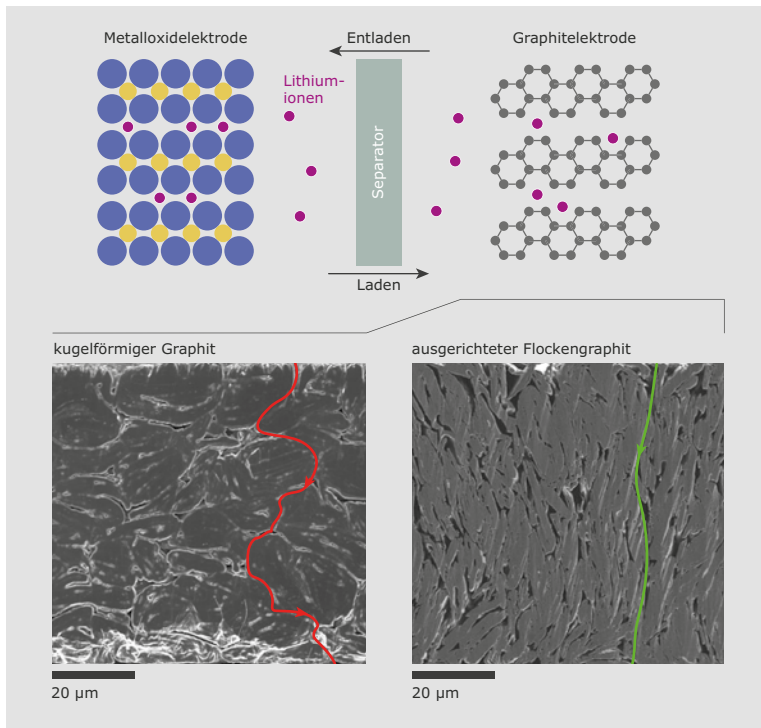 Metalloxidelektrode
Entladen
Graphitelektrode
Lithium-
ionen
Separator
Laden
kugelförmiger Graphit
ausgerichteter Flockengraphit
20 µm
20 µm